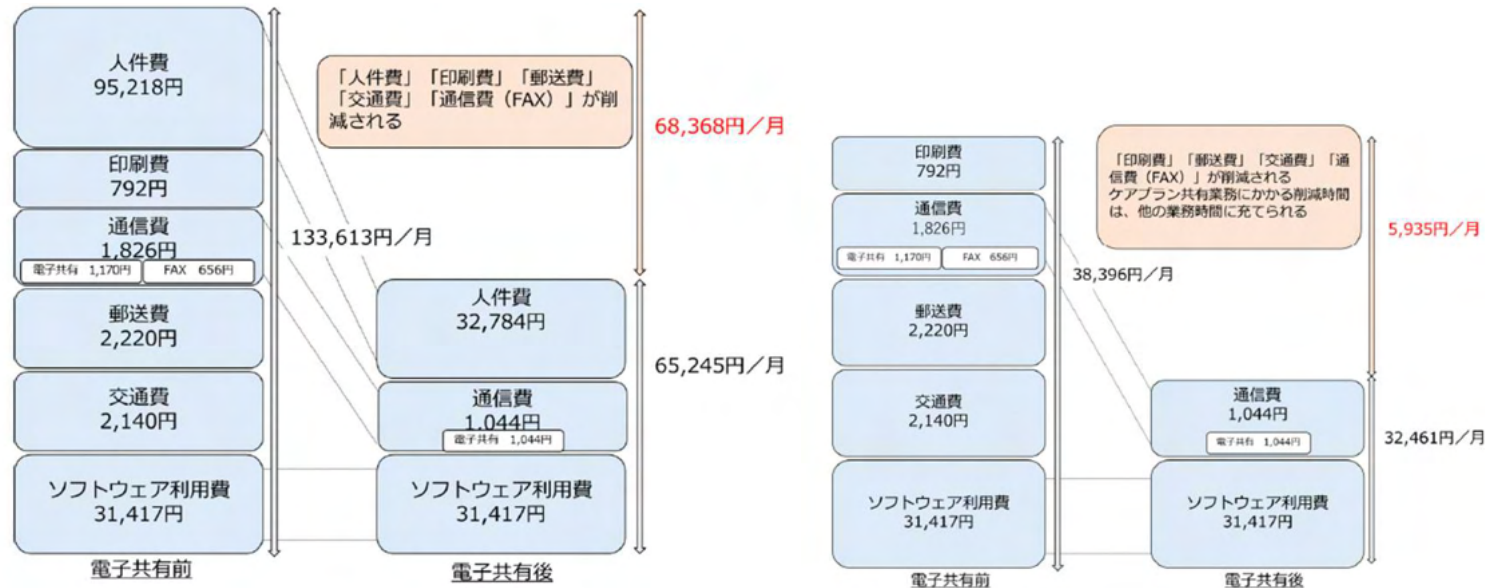 人件費
95,218円
印刷費
792円
通信費
1,826円
電子共有 1,170円
FAX 656円
郵送費
2,220円
交通費
2,140円
ソフトウェア利用費
31,417円
電子共有前
133,613円／月
「人件費」「印刷費」「郵送費」
「交通費」「通信費（FAX）」が削
減される
68,368円／月
人件費
32,784円
通信費
1,044円
電子共有 1,044円
ソフトウェア利用費
31,417円
電子共有後
65,245円／月
印刷費
792円
通信費
1,826円
電子共有 1,170円
FAX 656円
郵送費
2,220円
交通費
2,140円
ソフトウェア利用費
31,417円
電子共有前
38,396円／月
「印刷費」「郵送費」「交通費」「通
信費（FAX）」が削減される
ケアプラン共有業務にかかる削減時間
は、他の業務時間に充てられる
5,935円／月
通信費
1,044円
電子共有 1,044円
ソフトウェア利用費
31,417円
電子共有後
32,461円／月